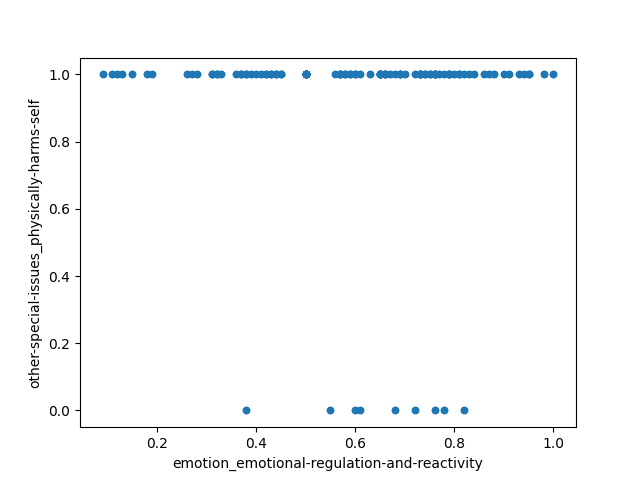 other-special-issues_physically-harms-self
1.0
0.8
0.6
0.4
0.2
0.0
0.2 0.4 0.6 0.8 1.0
emotion_emotional-regulation-and-reactivity